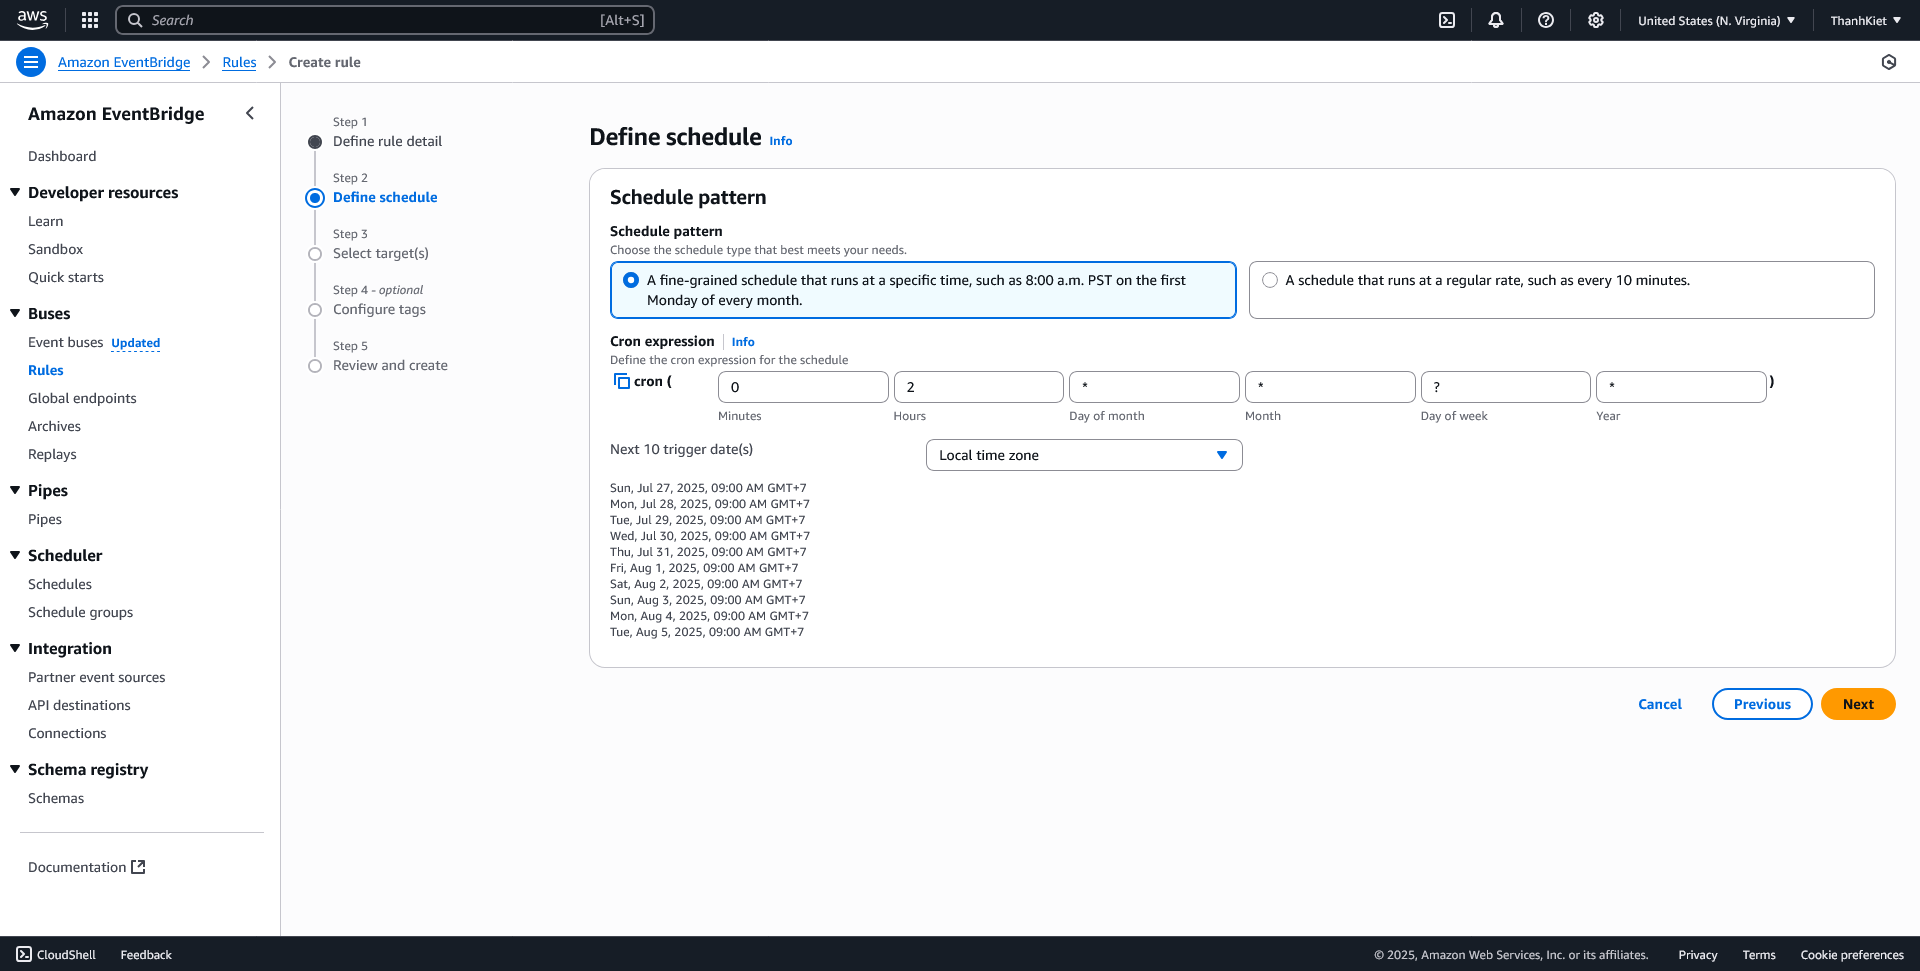 aws
Search [Alt+S]
United States (N. Virginia) ThanhKiet
Amazon EventBridge Rules Create rule
Amazon EventBridge
Dashboard
Developer resources
Learn
Sandbox
Quick starts
Buses
Event buses Updated
Rules
Global endpoints
Archives
Replays
Pipes
Pipes
Scheduler
Schedules
Schedule groups
Integration
Partner event sources
API destinations
Connections
Schema registry
Schemas
Documentation
Step 1
Define rule detail
Step 2
Define schedule
Step 3
Select target(s)
Step 4 - optional
Configure tags
Step 5
Review and create
Define schedule Info
Schedule pattern
Schedule pattern
Choose the schedule type that best meets your needs.
A fine-grained schedule that runs at a specific time, such as 8:00 a.m. PST on the first
Monday of every month.
A schedule that runs at a regular rate, such as every 10 minutes.
Cron expression Info
Define the cron expression for the schedule
cron ( 0 2 * * ? * )
Minutes Hours Day of month Month Day of week Year
Next 10 trigger date(s) Local time zone
Sun, Jul 27, 2025, 09:00 AM GMT+7
Mon, Jul 28, 2025, 09:00 AM GMT+7
Tue, Jul 29, 2025, 09:00 AM GMT+7
Wed, Jul 30, 2025, 09:00 AM GMT+7
Thu, Jul 31, 2025, 09:00 AM GMT+7
Fri, Aug 1, 2025, 09:00 AM GMT+7
Sat, Aug 2, 2025, 09:00 AM GMT+7
Sun, Aug 3, 2025, 09:00 AM GMT+7
Mon, Aug 4, 2025, 09:00 AM GMT+7
Tue, Aug 5, 2025, 09:00 AM GMT+7
Cancel Previous Next
CloudShell Feedback © 2025, Amazon Web Services, Inc. or its affiliates. Privacy Terms Cookie preferences